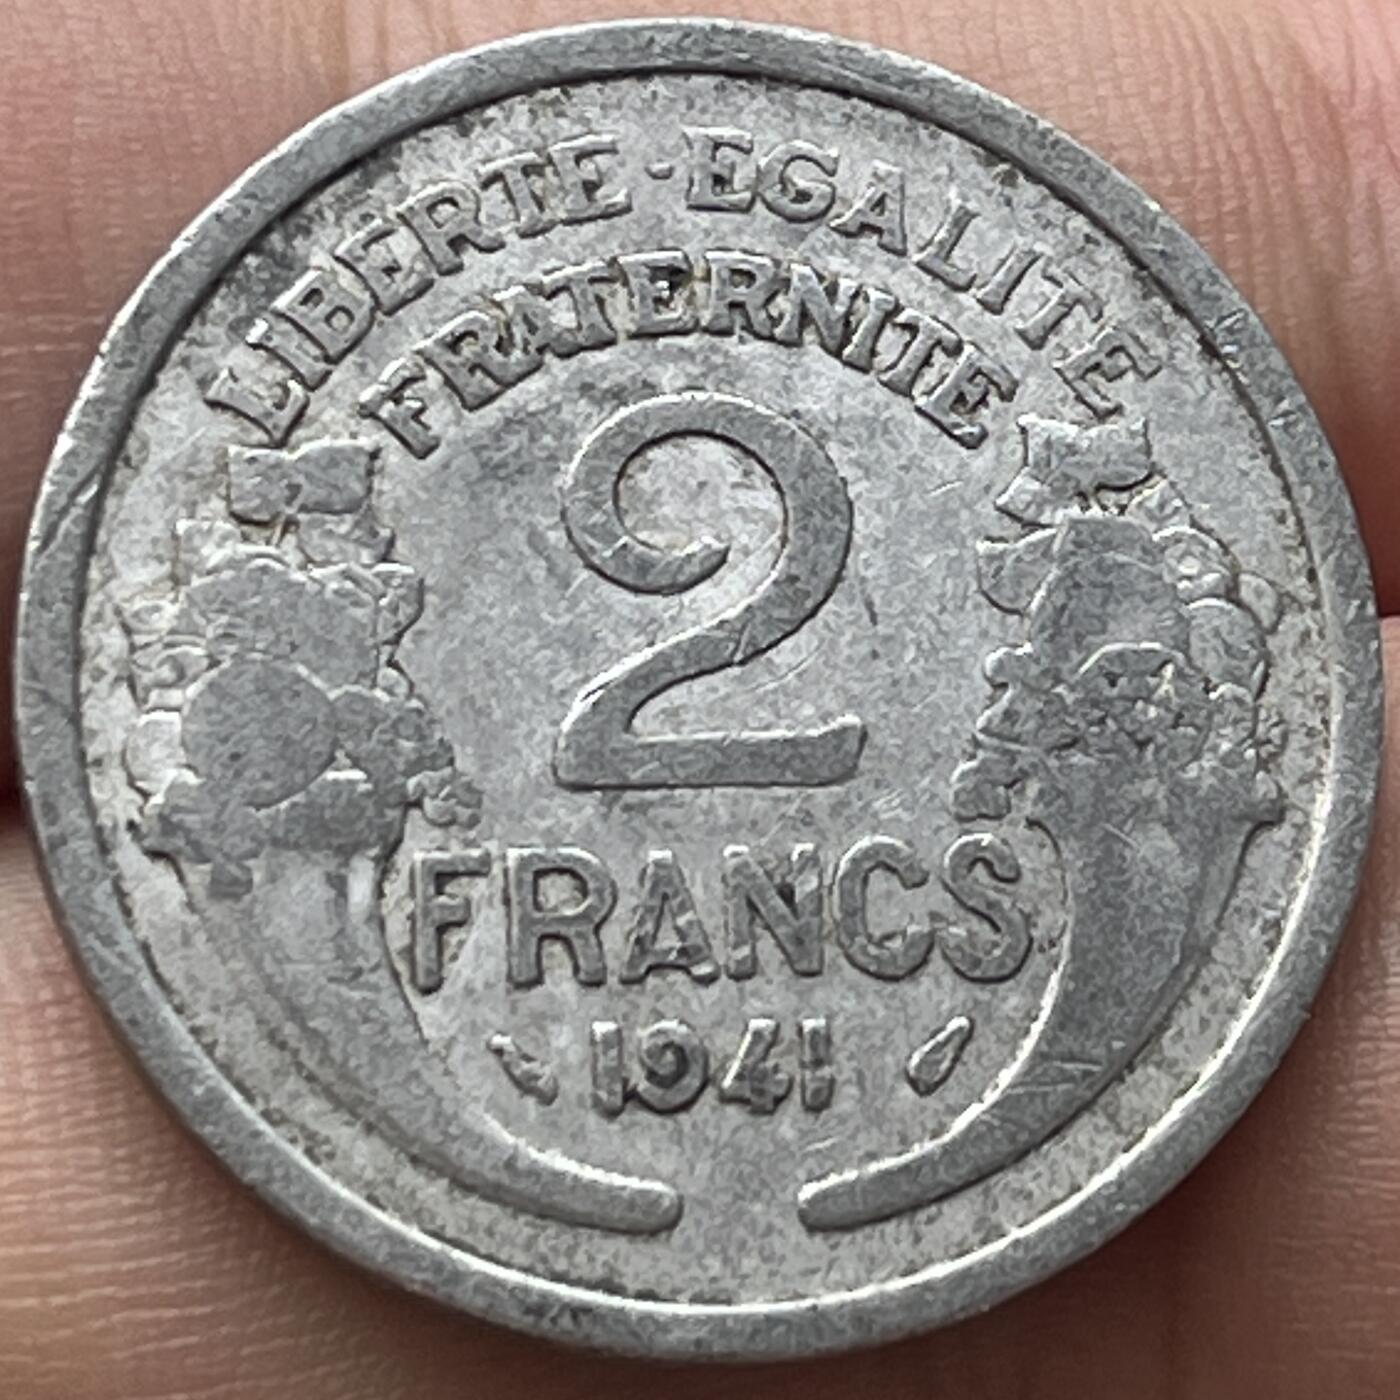 LIBERTE·EGALITE
FRATERNITE
2
FRANCS
1941